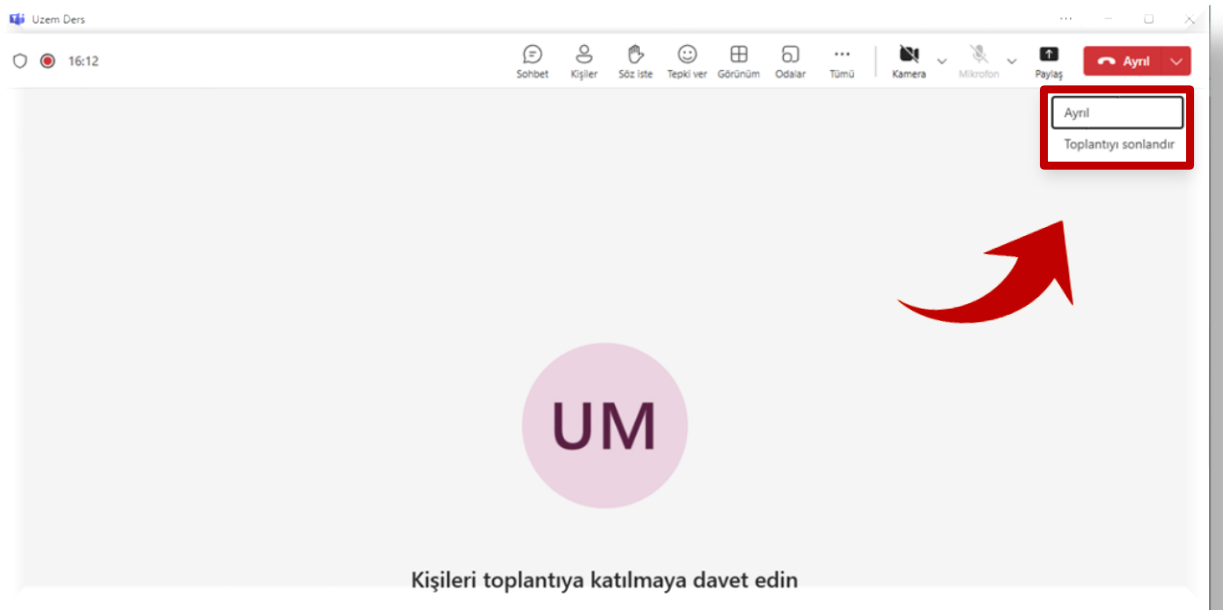 Uzem Ders
16:12
Sohbet Kişiler Söz iste Tepki ver Görünüm Odalar Tümü Kamera Mikrofon Paylaş Ayrıl
Ayrıl
Toplantıyı sonlandır
UM
Kişileri toplantıya katılmaya davet edin